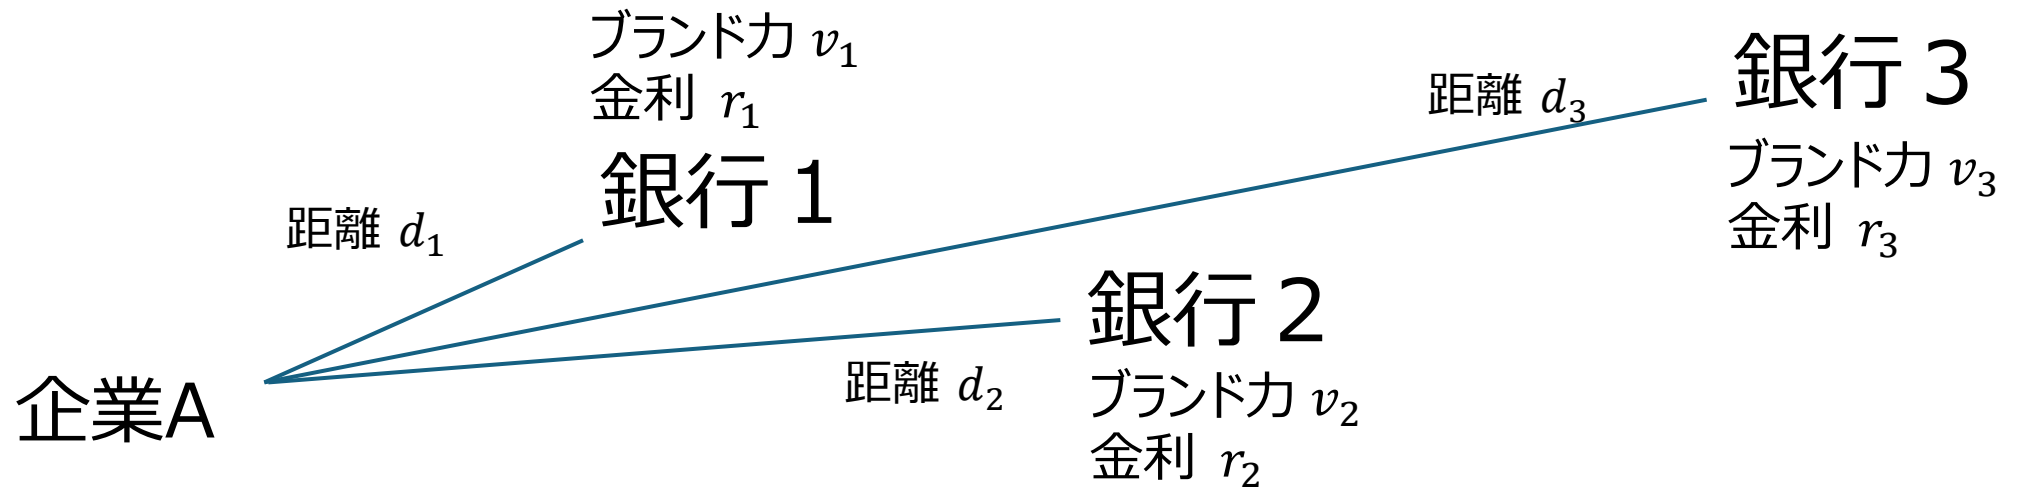 ブランド力 v₁
金利 r₁
銀行1
距離 d₁
企業A
距離 d₂
銀行2
ブランド力 v₂
金利 r₂
距離 d₃
銀行3
ブランド力 v₃
金利 r₃